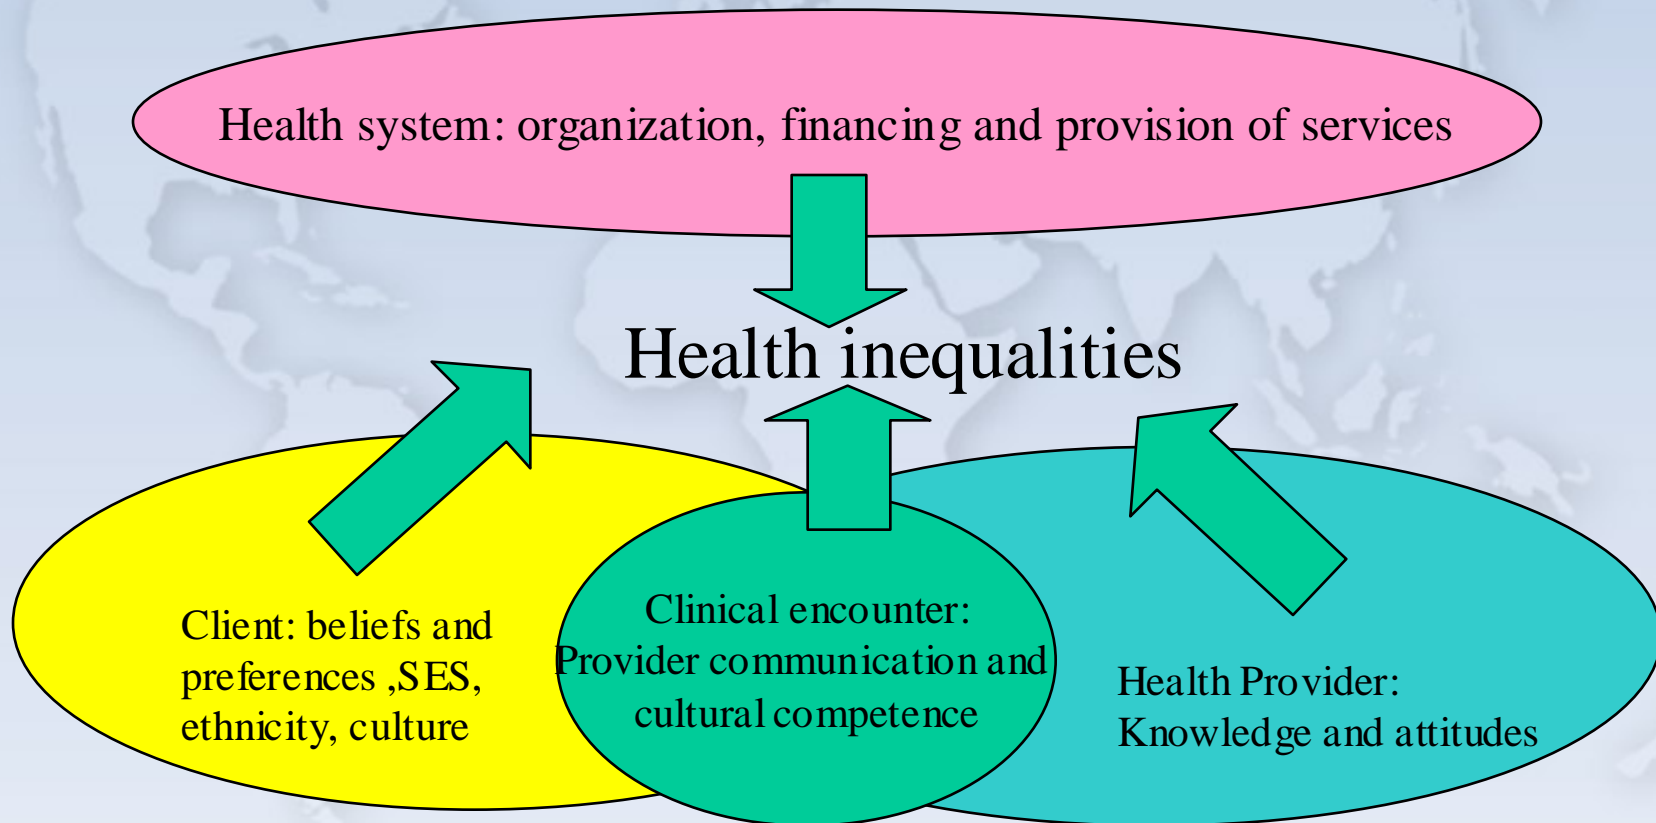 Health system: organization, financing and provision of services
Health inequalities
Client: beliefs and
preferences ,SES,
ethnicity, culture
Clinical encounter:
Provider communication and
cultural competence
Health Provider:
Knowledge and attitudes